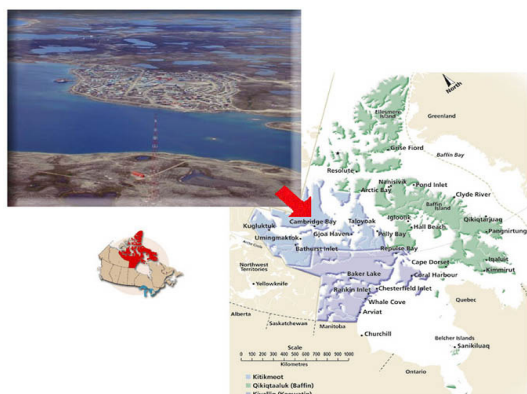 North
Ellesmere
Island
Greenland
Grise Fiord
Baffin Bay
Resolute
Nanisivik
Arctic Bay
Pond Inlet
Clyde River
Baffin
Island
Igloolik
Qikiqtarjuaq
Cambridge Bay
Taloyoak
Hall Beach
Pangnirtung
Kugluktuk
Gjoa Haven
Pelly Bay
Umingmaktok
Repulse Bay
Bathurst Inlet
Iqaluit
Cape Dorset
Kimmirut
Northwest
Territories
Baker Lake
Coral Harbour
Yellowknife
Rankin Inlet
Chesterfield Inlet
Whale Cove
Quebec
Alberta
Arviat
Saskatchewan
Manitoba
Churchill
Belcher Islands
Sanikiluaq
Scale
0 100 200 300 400 500 600 700 800 900 1000
Kilometres
Ontario
Kitikmeot
Qikiqtaaluk (Baffin)